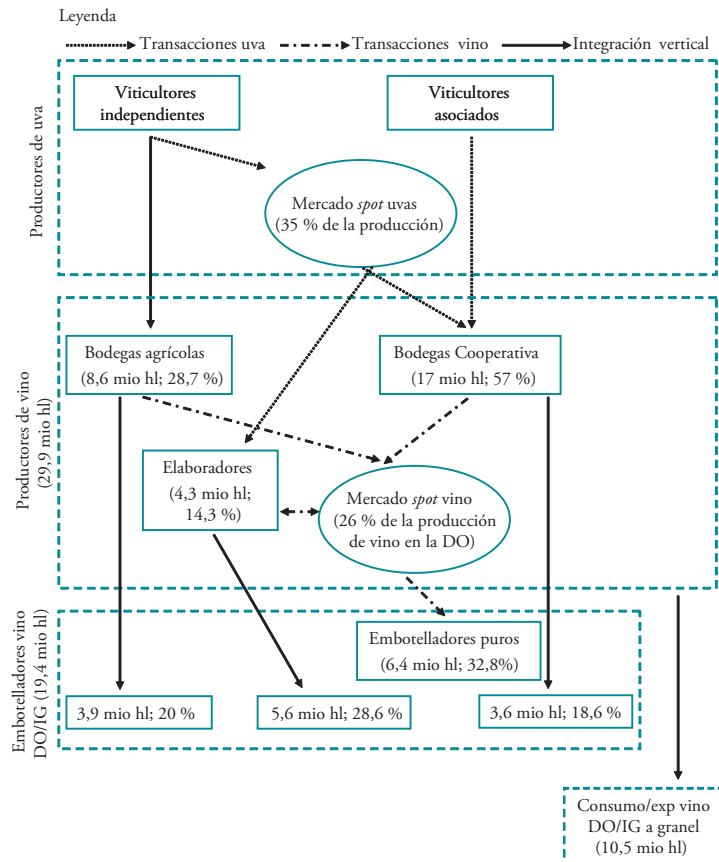 Leyenda
Transacciones uva
Transacciones vino
Integración vertical
Productores de uva
Viticultores
independientes
Viticultores
asociados
Mercado spot uvas
(35 % de la producción)
Productores de vino
(29,9 mio hl)
Bodegas agrícolas
(8,6 mio hl; 28,7 %)
Bodegas Cooperativa
(17 mio hl; 57 %)
Elaboradores
(4,3 mio hl;
14,3 %)
Mercado spot vino
(26 % de la producción
de vino en la DO)
Embotelladores vino
DO/IG (19,4 mio hl)
Embotelladores puros
(6,4 mio hl; 32,8%)
3,9 mio hl; 20 %
5,6 mio hl; 28,6 %
3,6 mio hl; 18,6 %
Consumo/exp vino
DO/IG a granel
(10,5 mio hl)